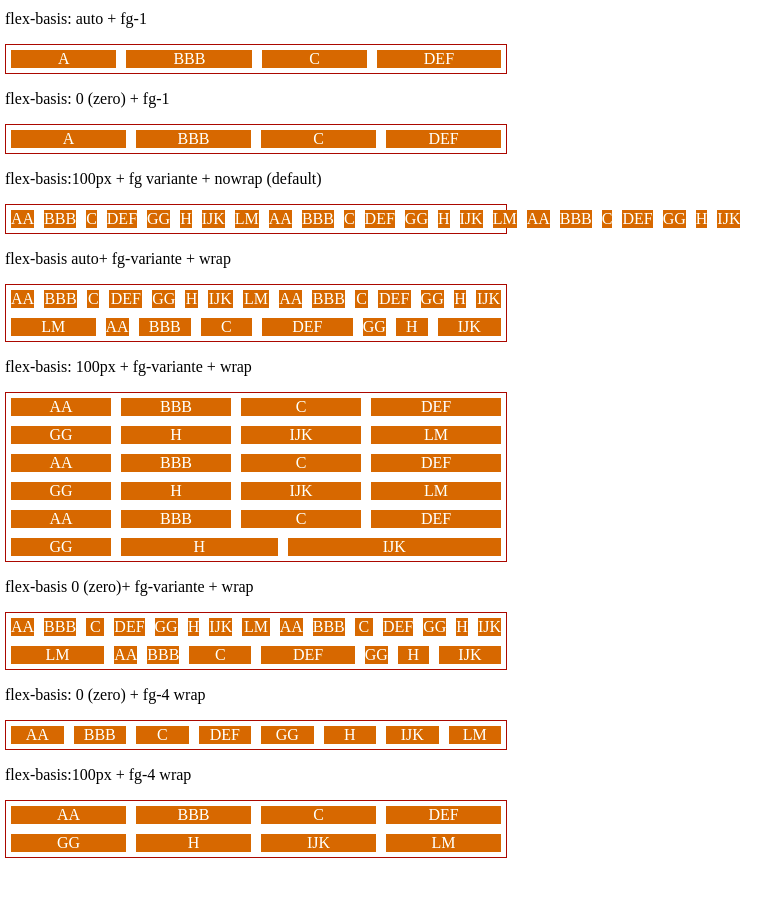 flex-basis: auto + fg-1
A BBB C DEF
flex-basis: 0 (zero) + fg-1
A BBB C DEF
flex-basis:100px + fg variante + nowrap (default)
AA BBB C DEF GG H IJK LM AA BBB C DEF GG H IJK LM AA BBB C DEF GG H IJK
flex-basis auto+ fg-variante + wrap
AA BBB C DEF GG H IJK LM AA BBB C DEF GG H IJK
LM AA BBB C DEF GG H IJK
flex-basis: 100px + fg-variante + wrap
AA BBB C DEF
GG H IJK LM
AA BBB C DEF
GG H IJK LM
AA BBB C DEF
GG H IJK
flex-basis 0 (zero)+ fg-variante + wrap
AA BBB C DEF GG H IJK LM AA BBB C DEF GG H IJK
LM AA BBB C DEF GG H IJK
flex-basis: 0 (zero) + fg-4 wrap
AA BBB C DEF GG H IJK LM
flex-basis:100px + fg-4 wrap
AA BBB C DEF
GG H IJK LM